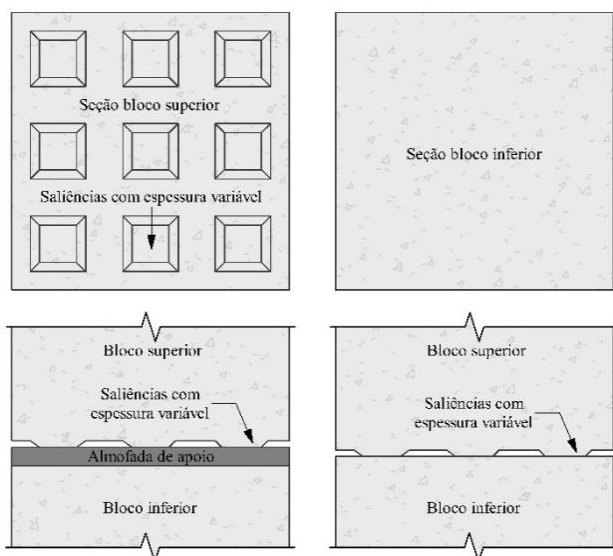 Seção bloco superior
Saliências com espessura variável
Seção bloco inferior
Bloco superior
Saliências com
espessura variável
Almofada de apoio
Bloco inferior
Bloco superior
Saliências com
espessura variável
Bloco inferior